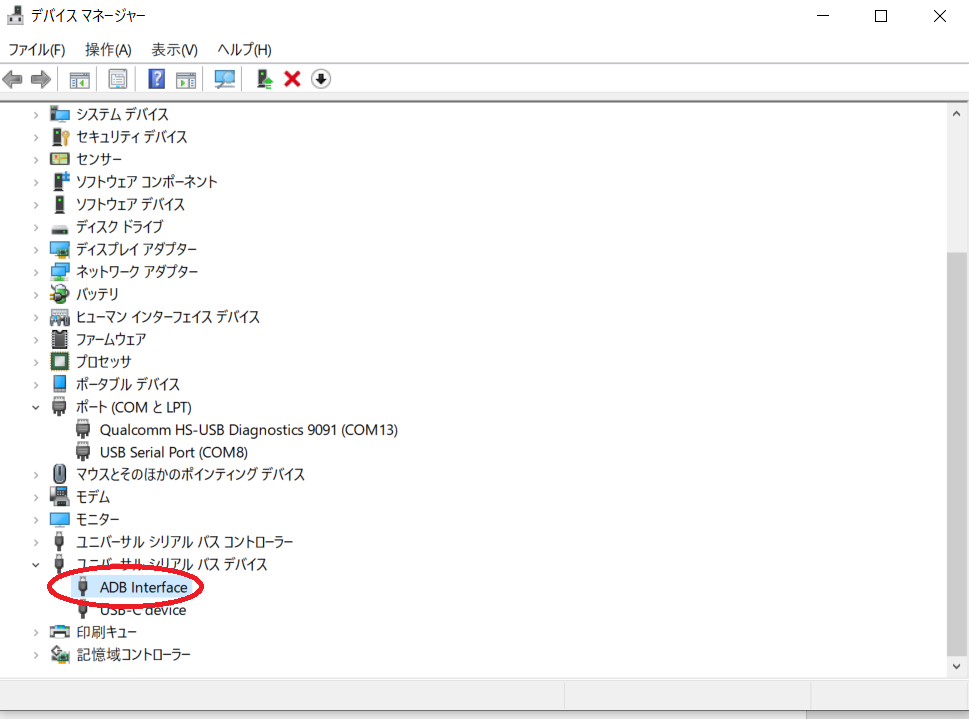 デバイス マネージャー
ファイル(F) 操作(A) 表示(V) ヘルプ(H)
システム デバイス
セキュリティ デバイス
センサー
ソフトウェア コンポーネント
ソフトウェア デバイス
ディスク ドライブ
ディスプレイ アダプター
ネットワーク アダプター
バッテリ
ヒューマン インターフェイス デバイス
ファームウェア
プロセッサ
ポータブル デバイス
ポート (COM と LPT)
Qualcomm HS-USB Diagnostics 9091 (COM13)
USB Serial Port (COM8)
マウスとそのほかのポインティング デバイス
モデム
モニター
ユニバーサル シリアル バス コントローラー
ユニバーサル シリアル バス デバイス
ADB Interface
USB-C device
印刷キュー
記憶域コントローラー